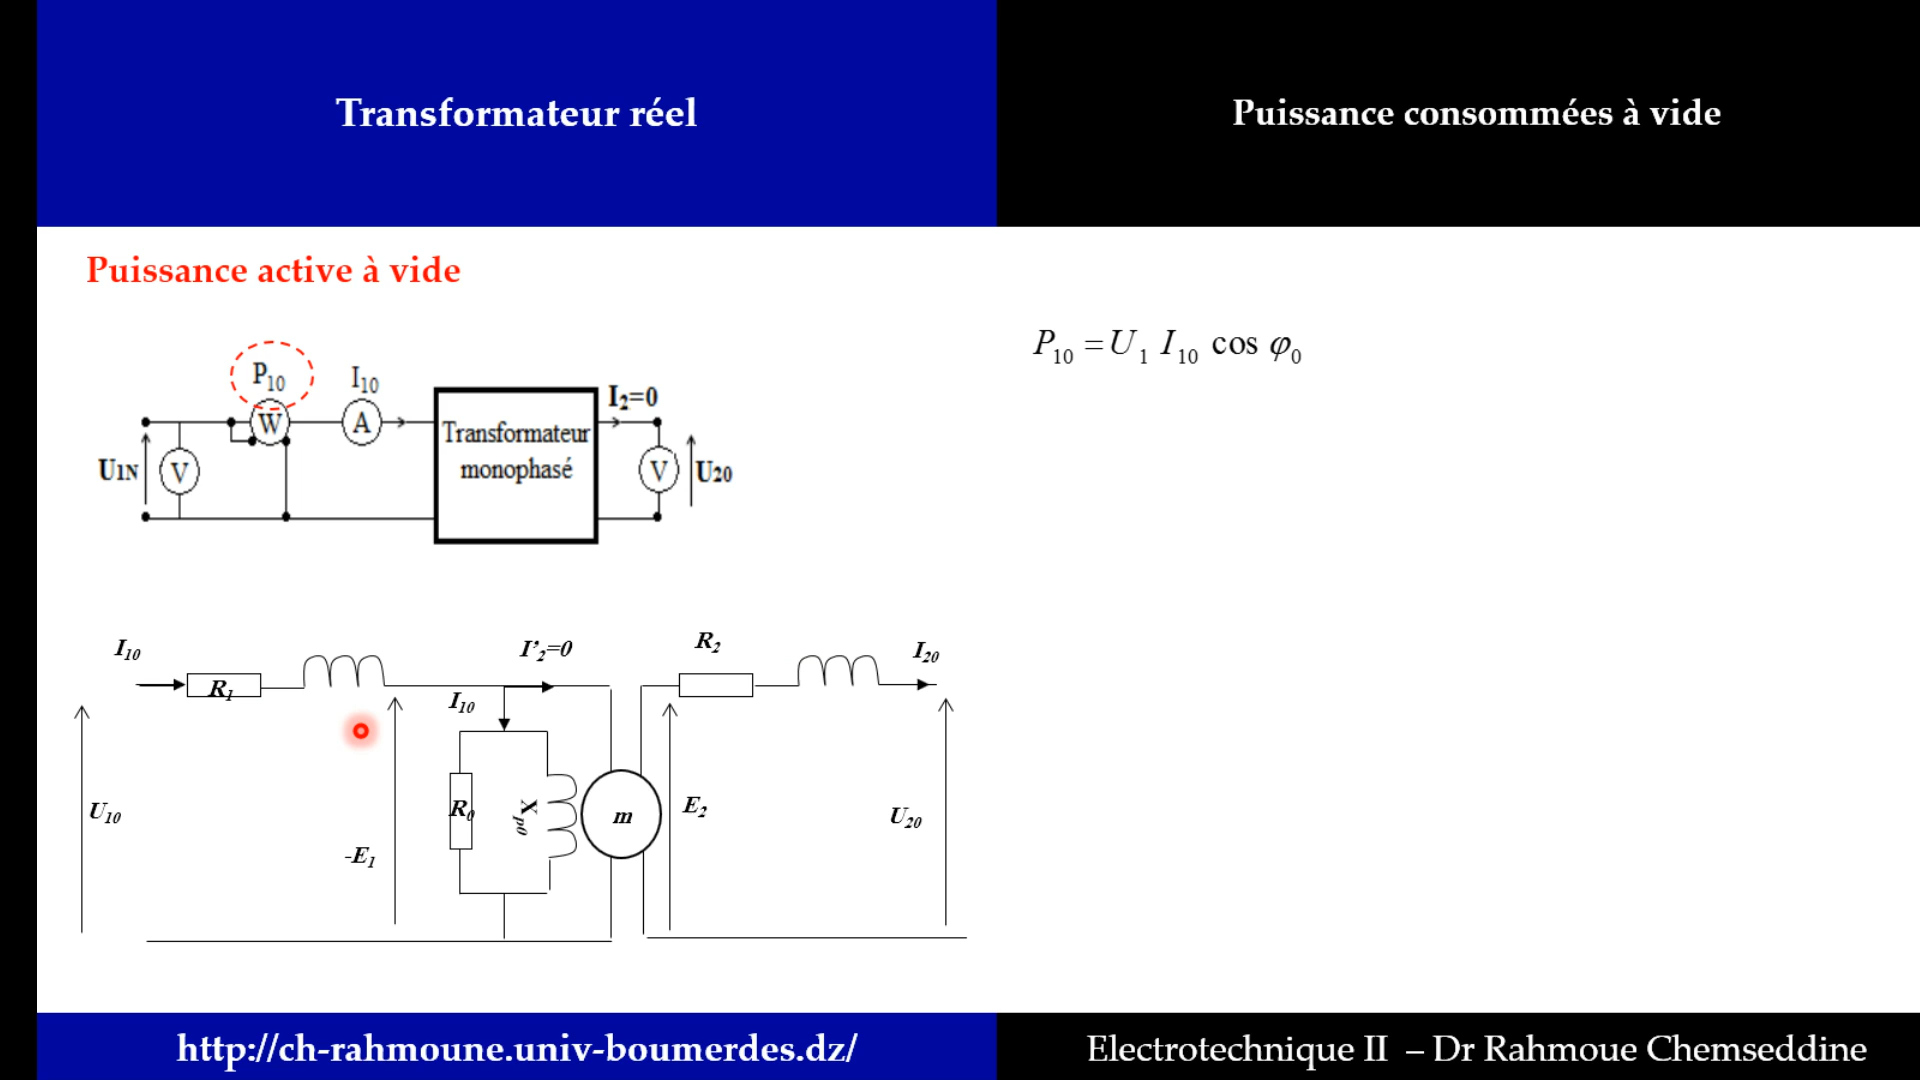 Transformateur réel
Puissance consommées à vide
Puissance active à vide
P10 = U1 I10 cos φ0
P10
I10
I2=0
W
A
Transformateur
monophasé
U1N
V
V
U20
I10
R1
I'2=0
R2
I20
I10
U10
R0
Xp0
m
E2
U20
-E1
http://ch-rahmoune.univ-boumerdes.dz/
Electrotechnique II – Dr Rahmoue Chemseddine